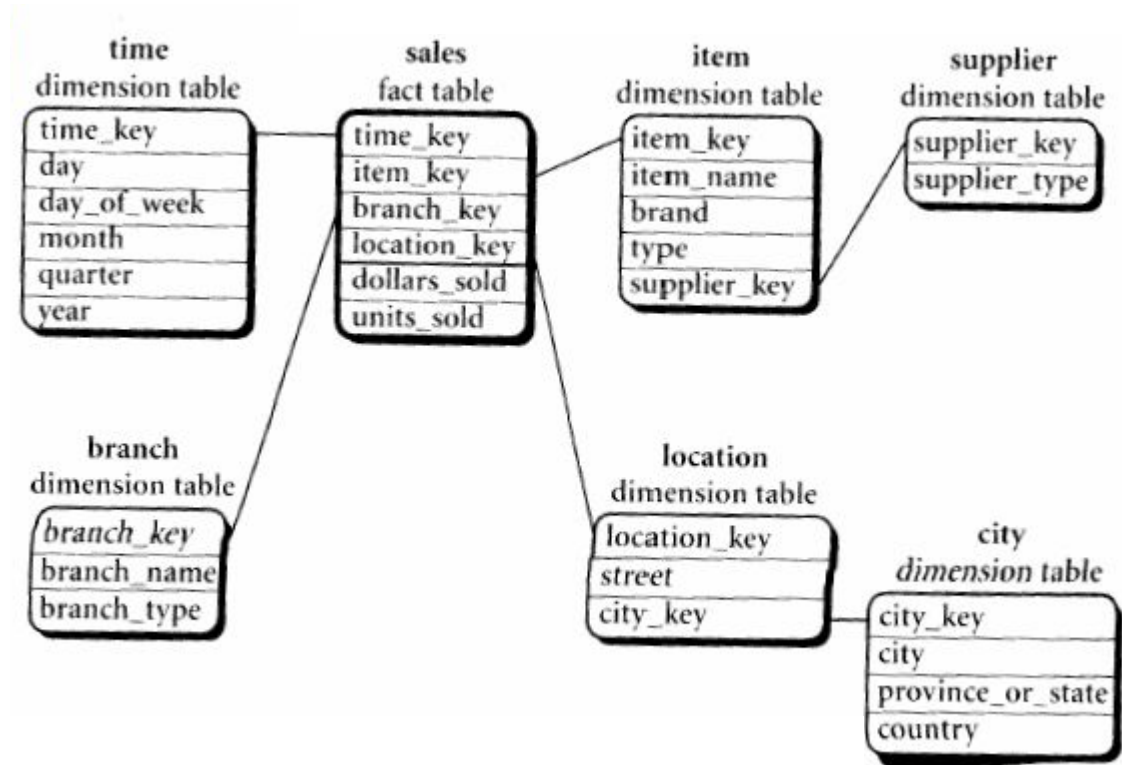 time
dimension table
time_key
day
day_of_week
month
quarter
year
sales
fact table
time_key
item_key
branch_key
location_key
dollars_sold
units_sold
item
dimension table
item_key
item_name
brand
type
supplier_key
supplier
dimension table
supplier_key
supplier_type
branch
dimension table
branch_key
branch_name
branch_type
location
dimension table
location_key
street
city_key
city
dimension table
city_key
city
province_or_state
country